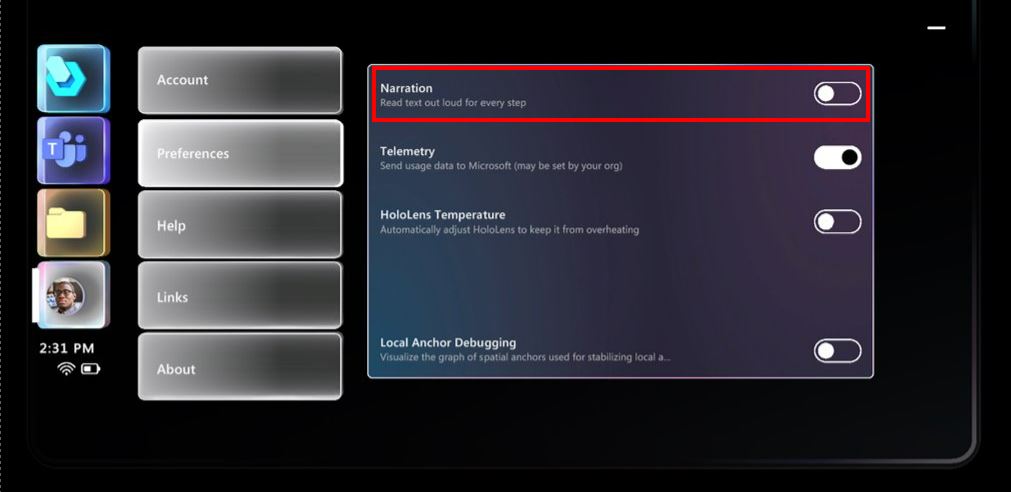 Account
Preferences
Help
Links
About
2:31 PM
Narration
Read text out loud for every step
Telemetry
Send usage data to Microsoft (may be set by your org)
HoloLens Temperature
Automatically adjust HoloLens to keep it from overheating
Local Anchor Debugging
Visualize the graph of spatial anchors used for stabilizing local a...